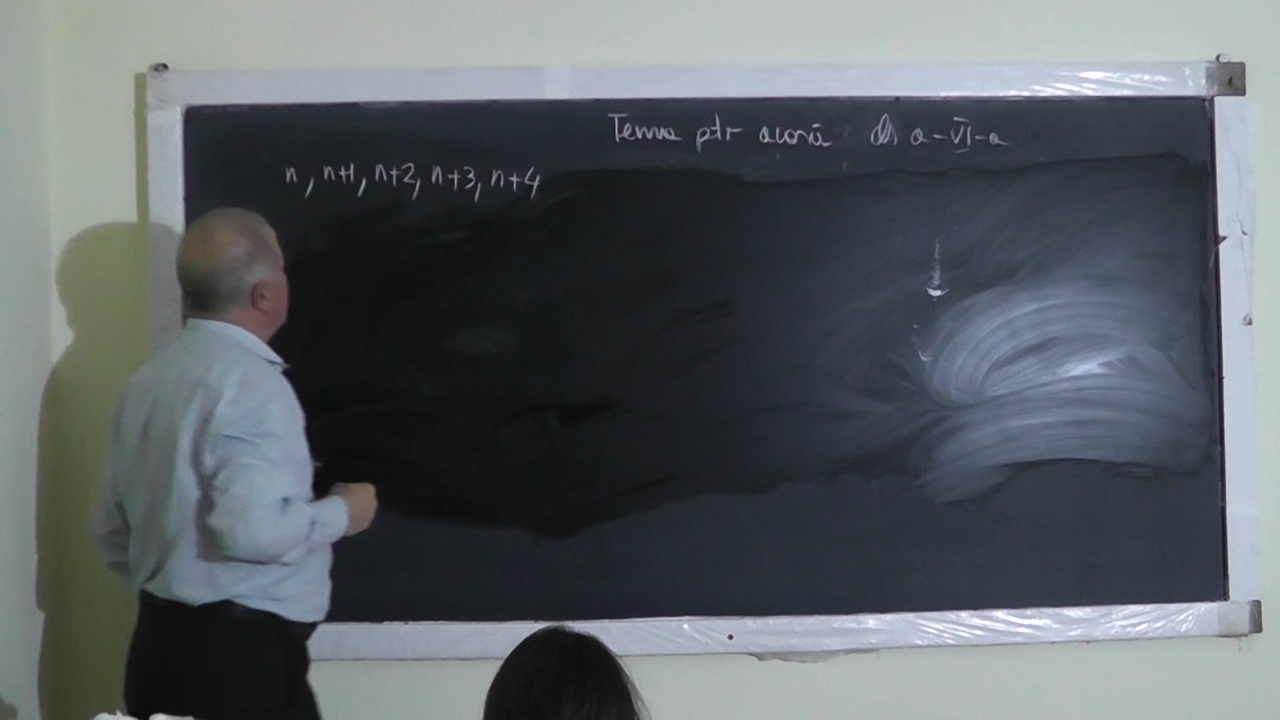 Tema ptr acasă cls a-VI-a
n, n+1, n+2, n+3, n+4